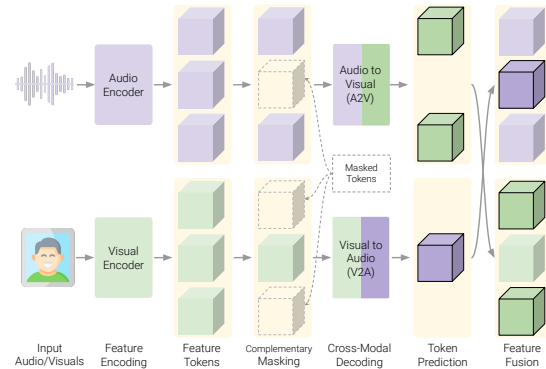 Audio
Encoder
Audio to
Visual
(A2V)
Masked
Tokens
Visual
Encoder
Visual to
Audio
(V2A)
Input
Audio/Visuals
Feature
Encoding
Feature
Tokens
Complementary
Masking
Cross-Modal
Decoding
Token
Prediction
Feature
Fusion